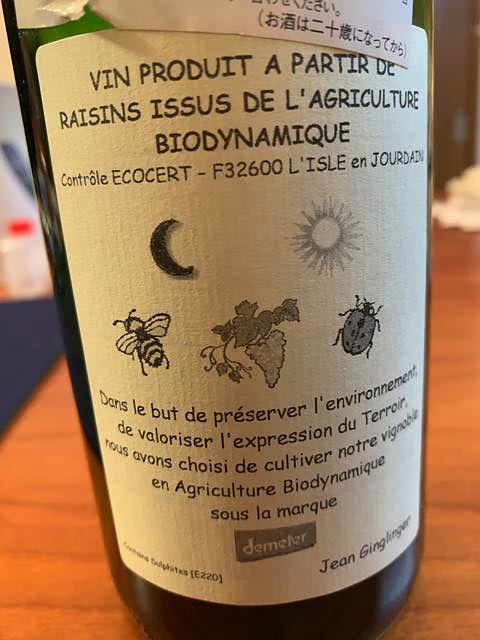 ください。
（お酒は二十歳になってから）
VIN PRODUIT A PARTIR DE
RAISINS ISSUS DE L'AGRICULTURE
BIODYNAMIQUE
Contrôle ECOCERT - F32600 L'ISLE en JOURDAIN
Dans le but de préserver l'environnement,
de valoriser l'expression du Terroir,
nous avons choisi de cultiver notre vignoble
en Agriculture Biodynamique
sous la marque
demeter
Contains Sulphites [E220]
Jean Ginglinger